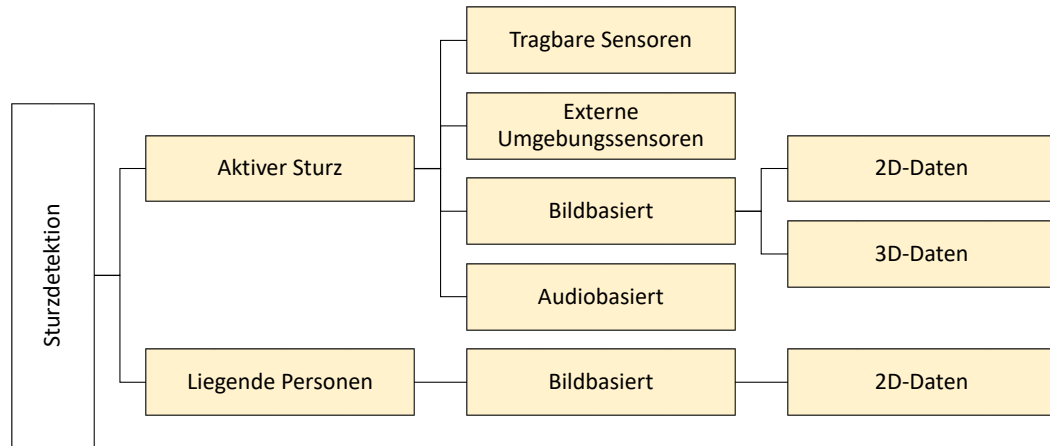 Sturzdetektion
Aktiver Sturz
Tragbare Sensoren
Externe
Umgebungssensoren
Bildbasiert
2D-Daten
3D-Daten
Audiobasiert
Liegende Personen
Bildbasiert
2D-Daten